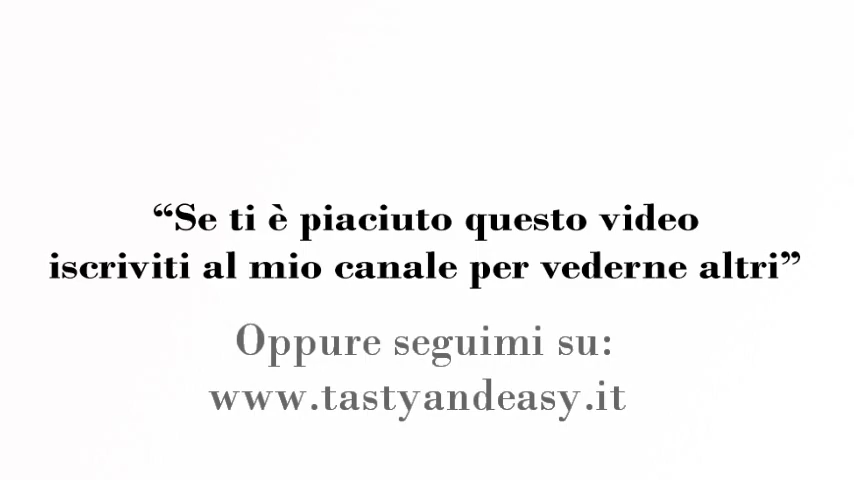 “Se ti è piaciuto questo video
iscriviti al mio canale per vederne altri”
Oppure seguimi su:
www.tastyandeasy.it